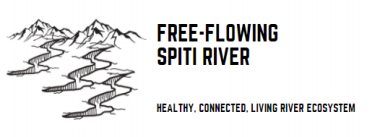 FREE-FLOWING
SPITI RIVER
HEALTHY, CONNECTED, LIVING RIVER ECOSYSTEM